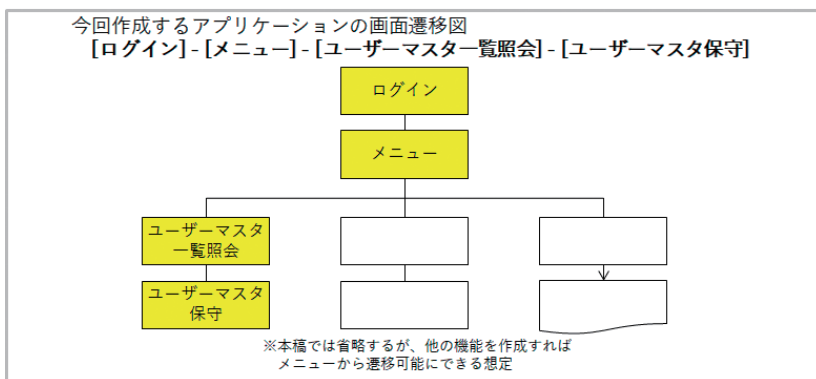 今回作成するアプリケーションの画面遷移図
[ログイン] - [メニュー] - [ユーザーマスタ一覧照会] - [ユーザーマスタ保守]
ログイン
メニュー
ユーザーマスタ
一覧照会
ユーザーマスタ
保守
※本稿では省略するが、他の機能を作成すれば
メニューから遷移可能にできる想定